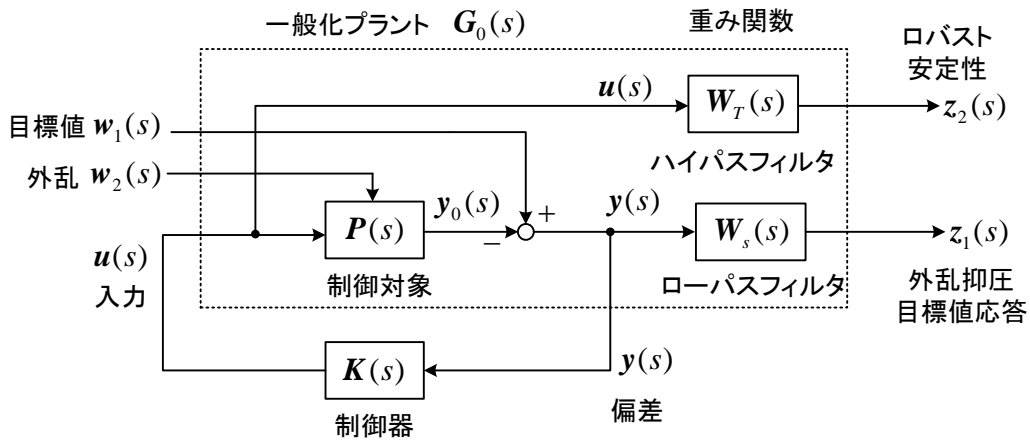 一般化プラント G₀(s)
重み関数
ロバスト
安定性
u(s)
W_T(s)
z₂(s)
目標値 w₁(s)
ハイパスフィルタ
外乱 w₂(s)
y₀(s)
+
y(s)
P(s)
−
W_s(s)
z₁(s)
u(s)
入力
制御対象
ローパスフィルタ
外乱抑圧
目標値応答
K(s)
y(s)
制御器
偏差